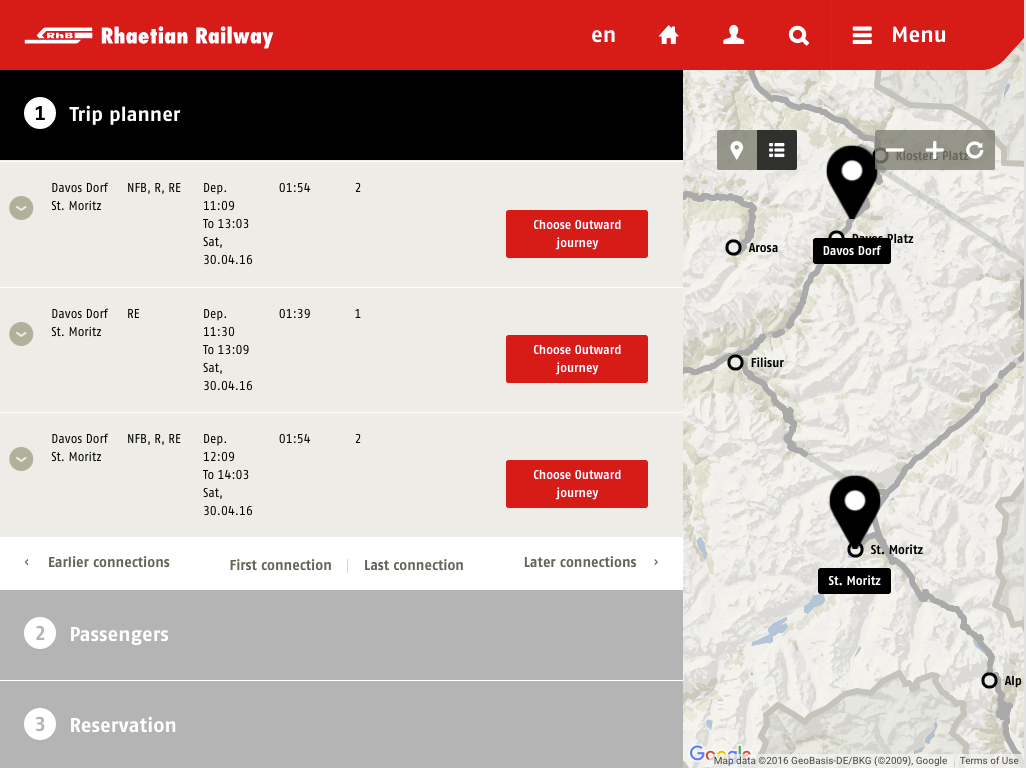 RhB Rhaetian Railway
en
Menu
1 Trip planner
Davos Dorf NFB, R, RE Dep. 01:54 2
St. Moritz 11:09
To 13:03
Sat,
30.04.16
Choose Outward
journey
Davos Dorf RE Dep. 01:39 1
St. Moritz 11:30
To 13:09
Sat,
30.04.16
Choose Outward
journey
Davos Dorf NFB, R, RE Dep. 01:54 2
St. Moritz 12:09
To 14:03
Sat,
30.04.16
Choose Outward
journey
‹ Earlier connections First connection Last connection Later connections ›
2 Passengers
3 Reservation
Klosters Platz
Davos Platz
Arosa
Davos Dorf
Filisur
St. Moritz
St. Moritz
Alp
Google
Map data ©2016 GeoBasis-DE/BKG (©2009), Google Terms of Use